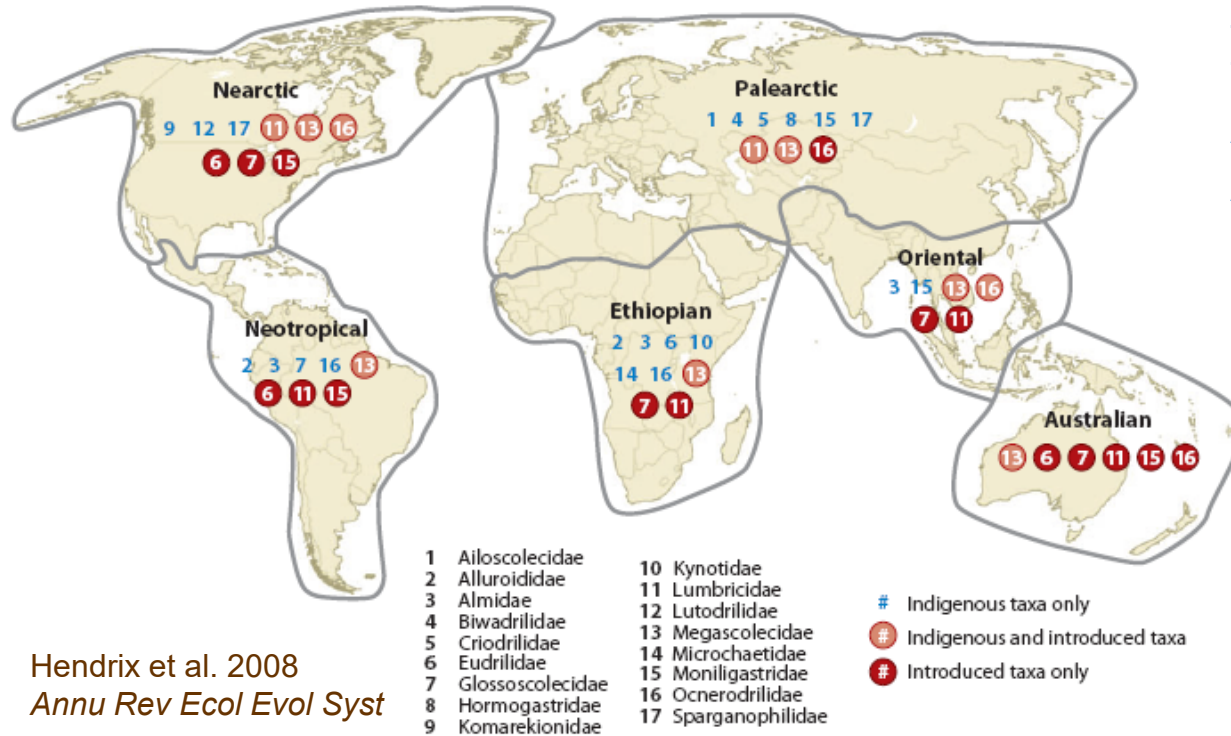 Nearctic
9 12 17 11 13 16
6 7 15
Palearctic
1 4 5 8 15 17
11 13 16
Oriental
3 15 13 16
7 11
Ethiopian
2 3 6 10
14 16 13
7 11
Neotropical
2 3 7 16 13
6 11 15
Australian
13 6 7 11 15 16
1 Ailoscolecidae
2 Alluroididae
3 Almidae
4 Biwadrilidae
5 Criodrilidae
6 Eudrilidae
7 Glossoscolecidae
8 Hormogastridae
9 Komarekionidae
10 Kynotidae
11 Lumbricidae
12 Lutodrilidae
13 Megascolecidae
14 Microchaetidae
15 Moniligastridae
16 Ocnerodrilidae
17 Sparganophilidae
# Indigenous taxa only
# Indigenous and introduced taxa
# Introduced taxa only
Hendrix et al. 2008
Annu Rev Ecol Evol Syst